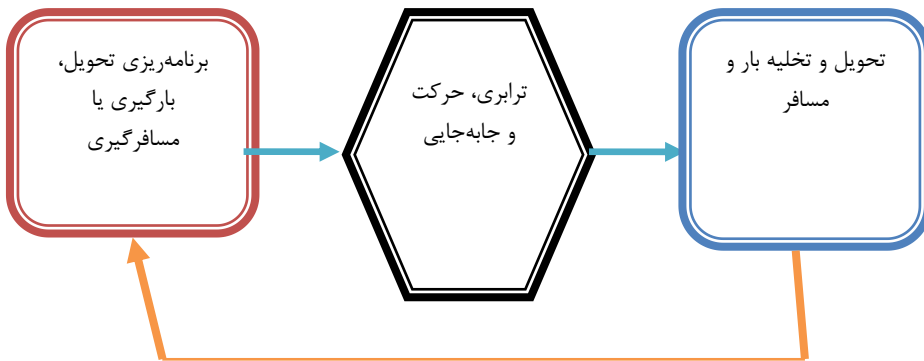 برنامه‌ریزی تحویل،
بارگیری یا
مسافرگیری
ترابری، حرکت
و جابه‌جایی
تحویل و تخلیه بار و
مسافر